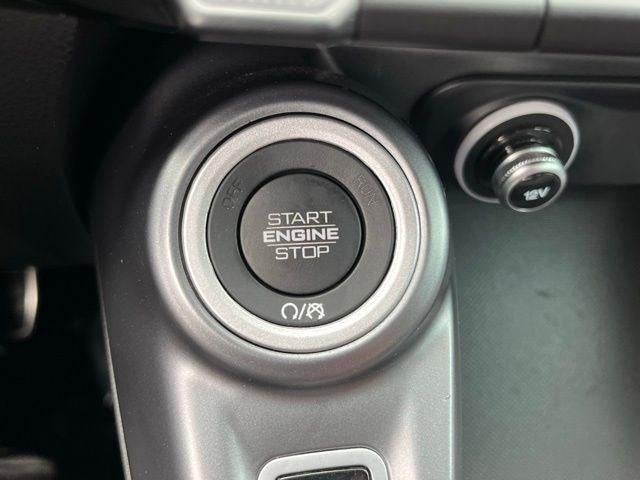 OFF
RUN
START
ENGINE
STOP
12V